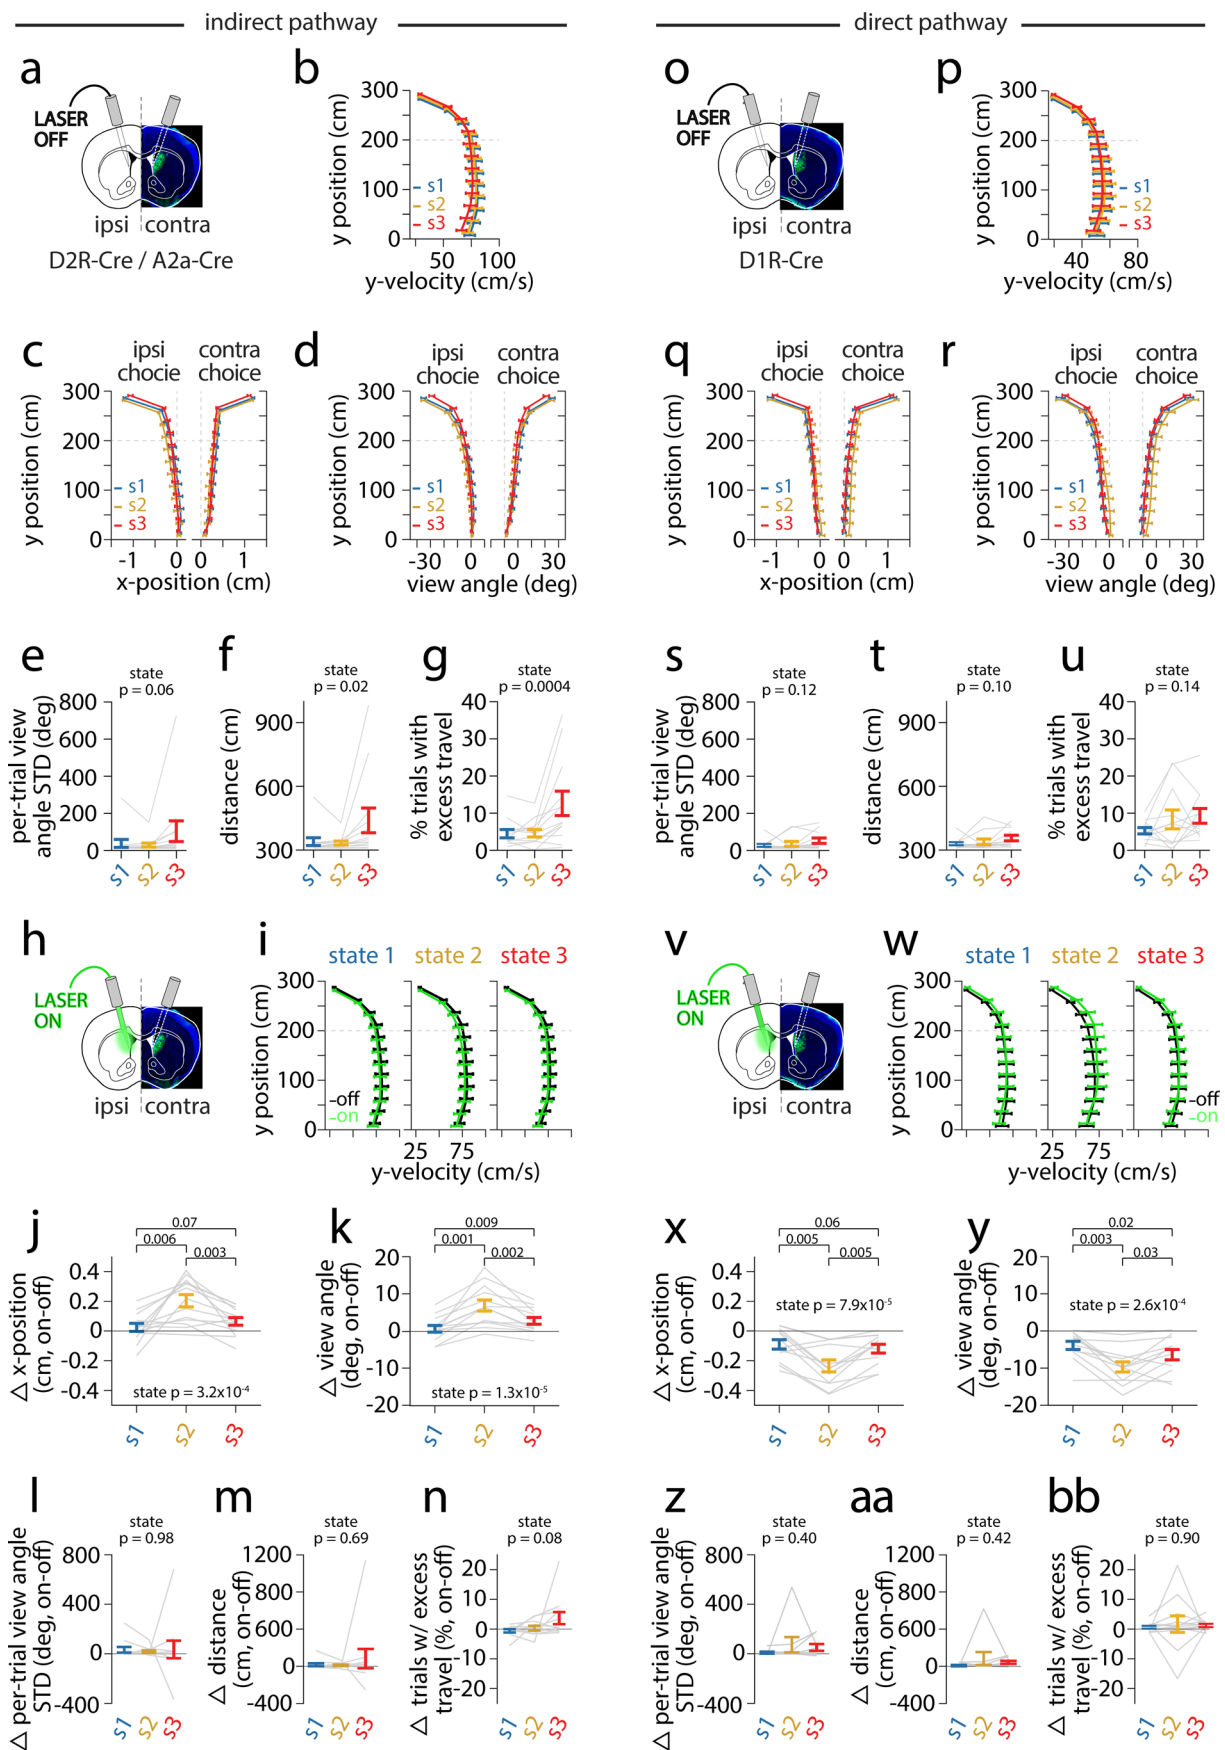 indirect pathway
direct pathway
a
LASER
OFF
ipsi contra
D2R-Cre / A2a-Cre
b
y position (cm)
300
200
100
0
s1
s2
s3
50 100
y-velocity (cm/s)
o
LASER
OFF
ipsi contra
D1R-Cre
p
y position (cm)
300
200
100
0
s1
s2
s3
40 80
y-velocity (cm/s)
c
ipsi
chocie
contra
choice
y position (cm)
300
200
100
0
s1
s2
s3
-1 0 0 1
x-position (cm)
d
ipsi
chocie
contra
choice
y position (cm)
300
200
100
0
s1
s2
s3
-30 0 0 30
view angle (deg)
q
ipsi
chocie
contra
choice
y position (cm)
300
200
100
0
s1
s2
s3
-1 0 0 1
x-position (cm)
r
ipsi
chocie
contra
choice
y position (cm)
300
200
100
0
s1
s2
s3
-30 0 0 30
view angle (deg)
e
state
p = 0.06
per-trial view
angle STD (deg)
800
600
400
200
0
s1 s2 s3
f
state
p = 0.02
distance (cm)
900
600
300
s1 s2 s3
g
state
p = 0.0004
% trials with
excess travel
40
30
20
10
0
s1 s2 s3
s
state
p = 0.12
per-trial view
angle STD (deg)
800
600
400
200
0
s1 s2 s3
t
state
p = 0.10
distance (cm)
900
600
300
s1 s2 s3
u
state
p = 0.14
% trials with
excess travel
40
30
20
10
0
s1 s2 s3
h
LASER
ON
ipsi contra
i
state 1 state 2 state 3
y position (cm)
300
200
100
0
-off
-on
25 75
y-velocity (cm/s)
v
LASER
ON
ipsi contra
w
state 1 state 2 state 3
y position (cm)
300
200
100
0
-off
-on
25 75
y-velocity (cm/s)
j
0.07
0.006
0.003
△ x-position
(cm, on-off)
0.4
0.2
0
-0.2
-0.4
state p = 3.2x10-4
s1 s2 s3
k
0.009
0.001
0.002
△ view angle
(deg, on-off)
20
10
0
-10
-20
state p = 1.3x10-5
s1 s2 s3
x
0.06
0.005
0.005
△ x-position
(cm, on-off)
0.4
0.2
0
-0.2
-0.4
state p = 7.9x10-5
s1 s2 s3
y
0.02
0.003
0.03
△ view angle
(deg, on-off)
20
10
0
-10
-20
state p = 2.6x10-4
s1 s2 s3
l
state
p = 0.98
△ per-trial view angle
STD (deg, on-off)
800
400
0
-400
s1 s2 s3
m
state
p = 0.69
△ distance
(cm, on-off)
1200
600
0
-400
s1 s2 s3
n
state
p = 0.08
△ trials w/ excess
travel (%, on-off)
20
10
0
-10
-20
s1 s2 s3
z
state
p = 0.40
△ per-trial view angle
STD (deg, on-off)
800
400
0
-400
s1 s2 s3
aa
state
p = 0.42
△ distance
(cm, on-off)
1200
600
0
-400
s1 s2 s3
bb
state
p = 0.90
△ trials w/ excess
travel (%, on-off)
20
10
0
-10
-20
s1 s2 s3